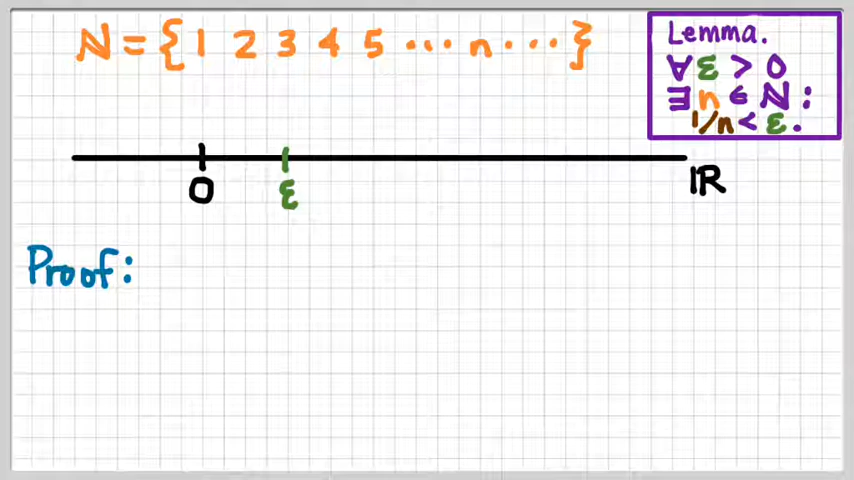 ℕ = { 1 2 3 4 5 ... n ... }
Lemma.
∀ ε > 0
∃ n ∈ ℕ :
1/n < ε.
0 ε ℝ
Proof: